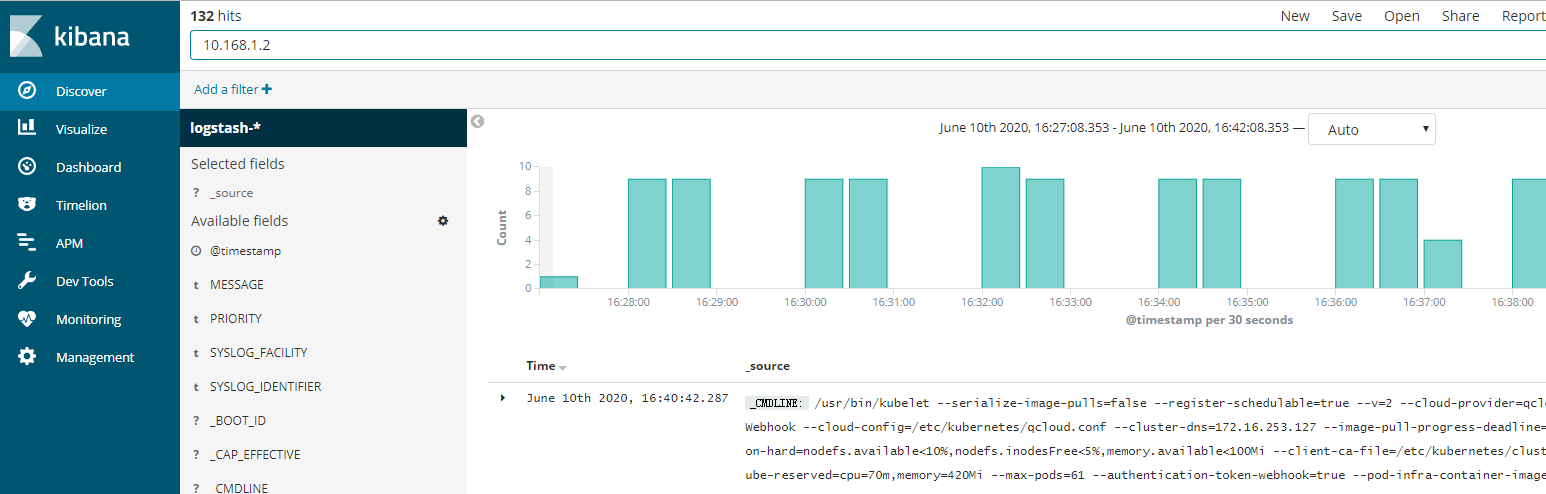 kibana
Discover
Visualize
Dashboard
Timelion
APM
Dev Tools
Monitoring
Management
132 hits
New Save Open Share Report
10.168.1.2
Add a filter +
logstash-*
Selected fields
? _source
Available fields
@timestamp
t MESSAGE
t PRIORITY
t SYSLOG_FACILITY
t SYSLOG_IDENTIFIER
? _BOOT_ID
? _CAP_EFFECTIVE
_CMDLINE
June 10th 2020, 16:27:08.353 - June 10th 2020, 16:42:08.353 — Auto
Count
10
8
6
4
2
0
16:28:00 16:29:00 16:30:00 16:31:00 16:32:00 16:33:00 16:34:00 16:35:00 16:36:00 16:37:00 16:38:00
@timestamp per 30 seconds
Time _source
June 10th 2020, 16:40:42.287 _CMDLINE: /usr/bin/kubelet --serialize-image-pulls=false --register-schedulable=true --v=2 --cloud-provider=qcl
Webhook --cloud-config=/etc/kubernetes/qcloud.conf --cluster-dns=172.16.253.127 --image-pull-progress-deadline=
on-hard=nodefs.available<10%,nodefs.inodesFree<5%,memory.available<100Mi --client-ca-file=/etc/kubernetes/clust
ube-reserved=cpu=70m,memory=420Mi --max-pods=61 --authentication-token-webhook=true --pod-infra-container-image